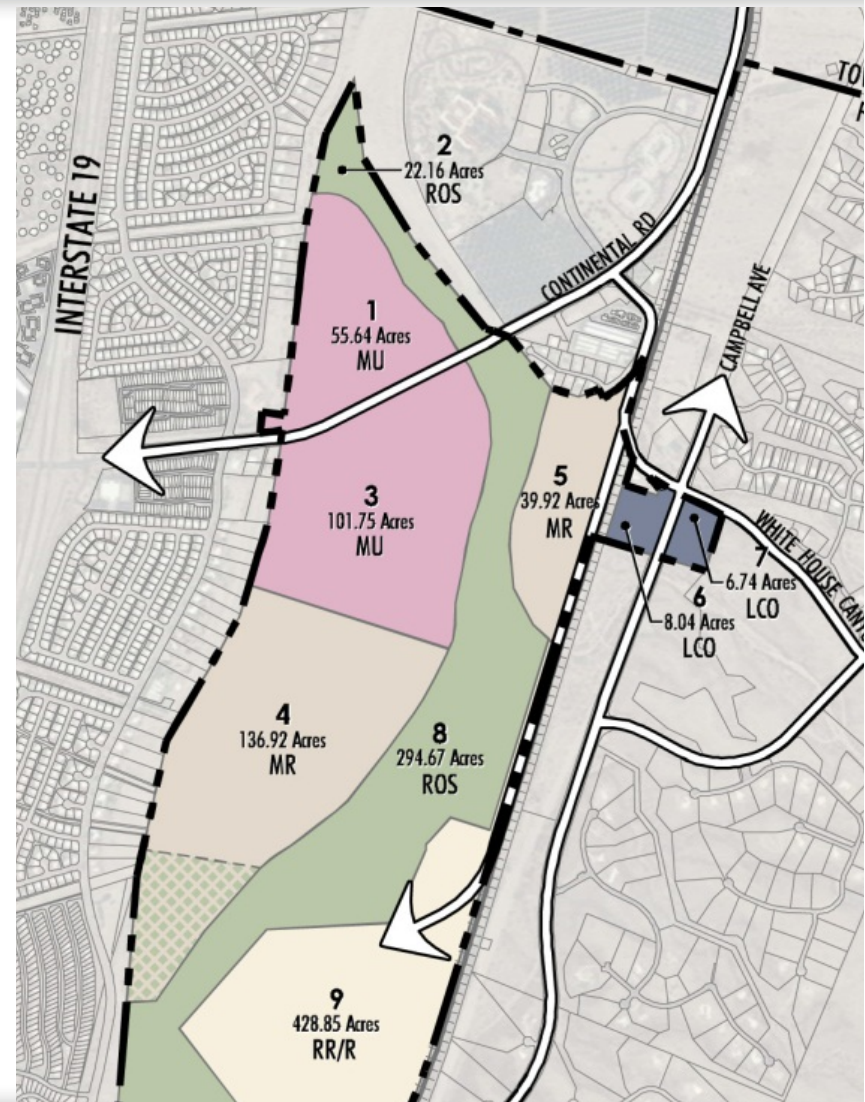 TO
INTERSTATE 19
2
22.16 Acres
ROS
CONTINENTAL RD
CAMPBELL AVE
1
55.64 Acres
MU
3
101.75 Acres
MU
5
39.92 Acres
MR
WHITE HOUSE CANY
7
6.74 Acres
LCO
6
8.04 Acres
LCO
4
136.92 Acres
MR
8
294.67 Acres
ROS
9
428.85 Acres
RR/R